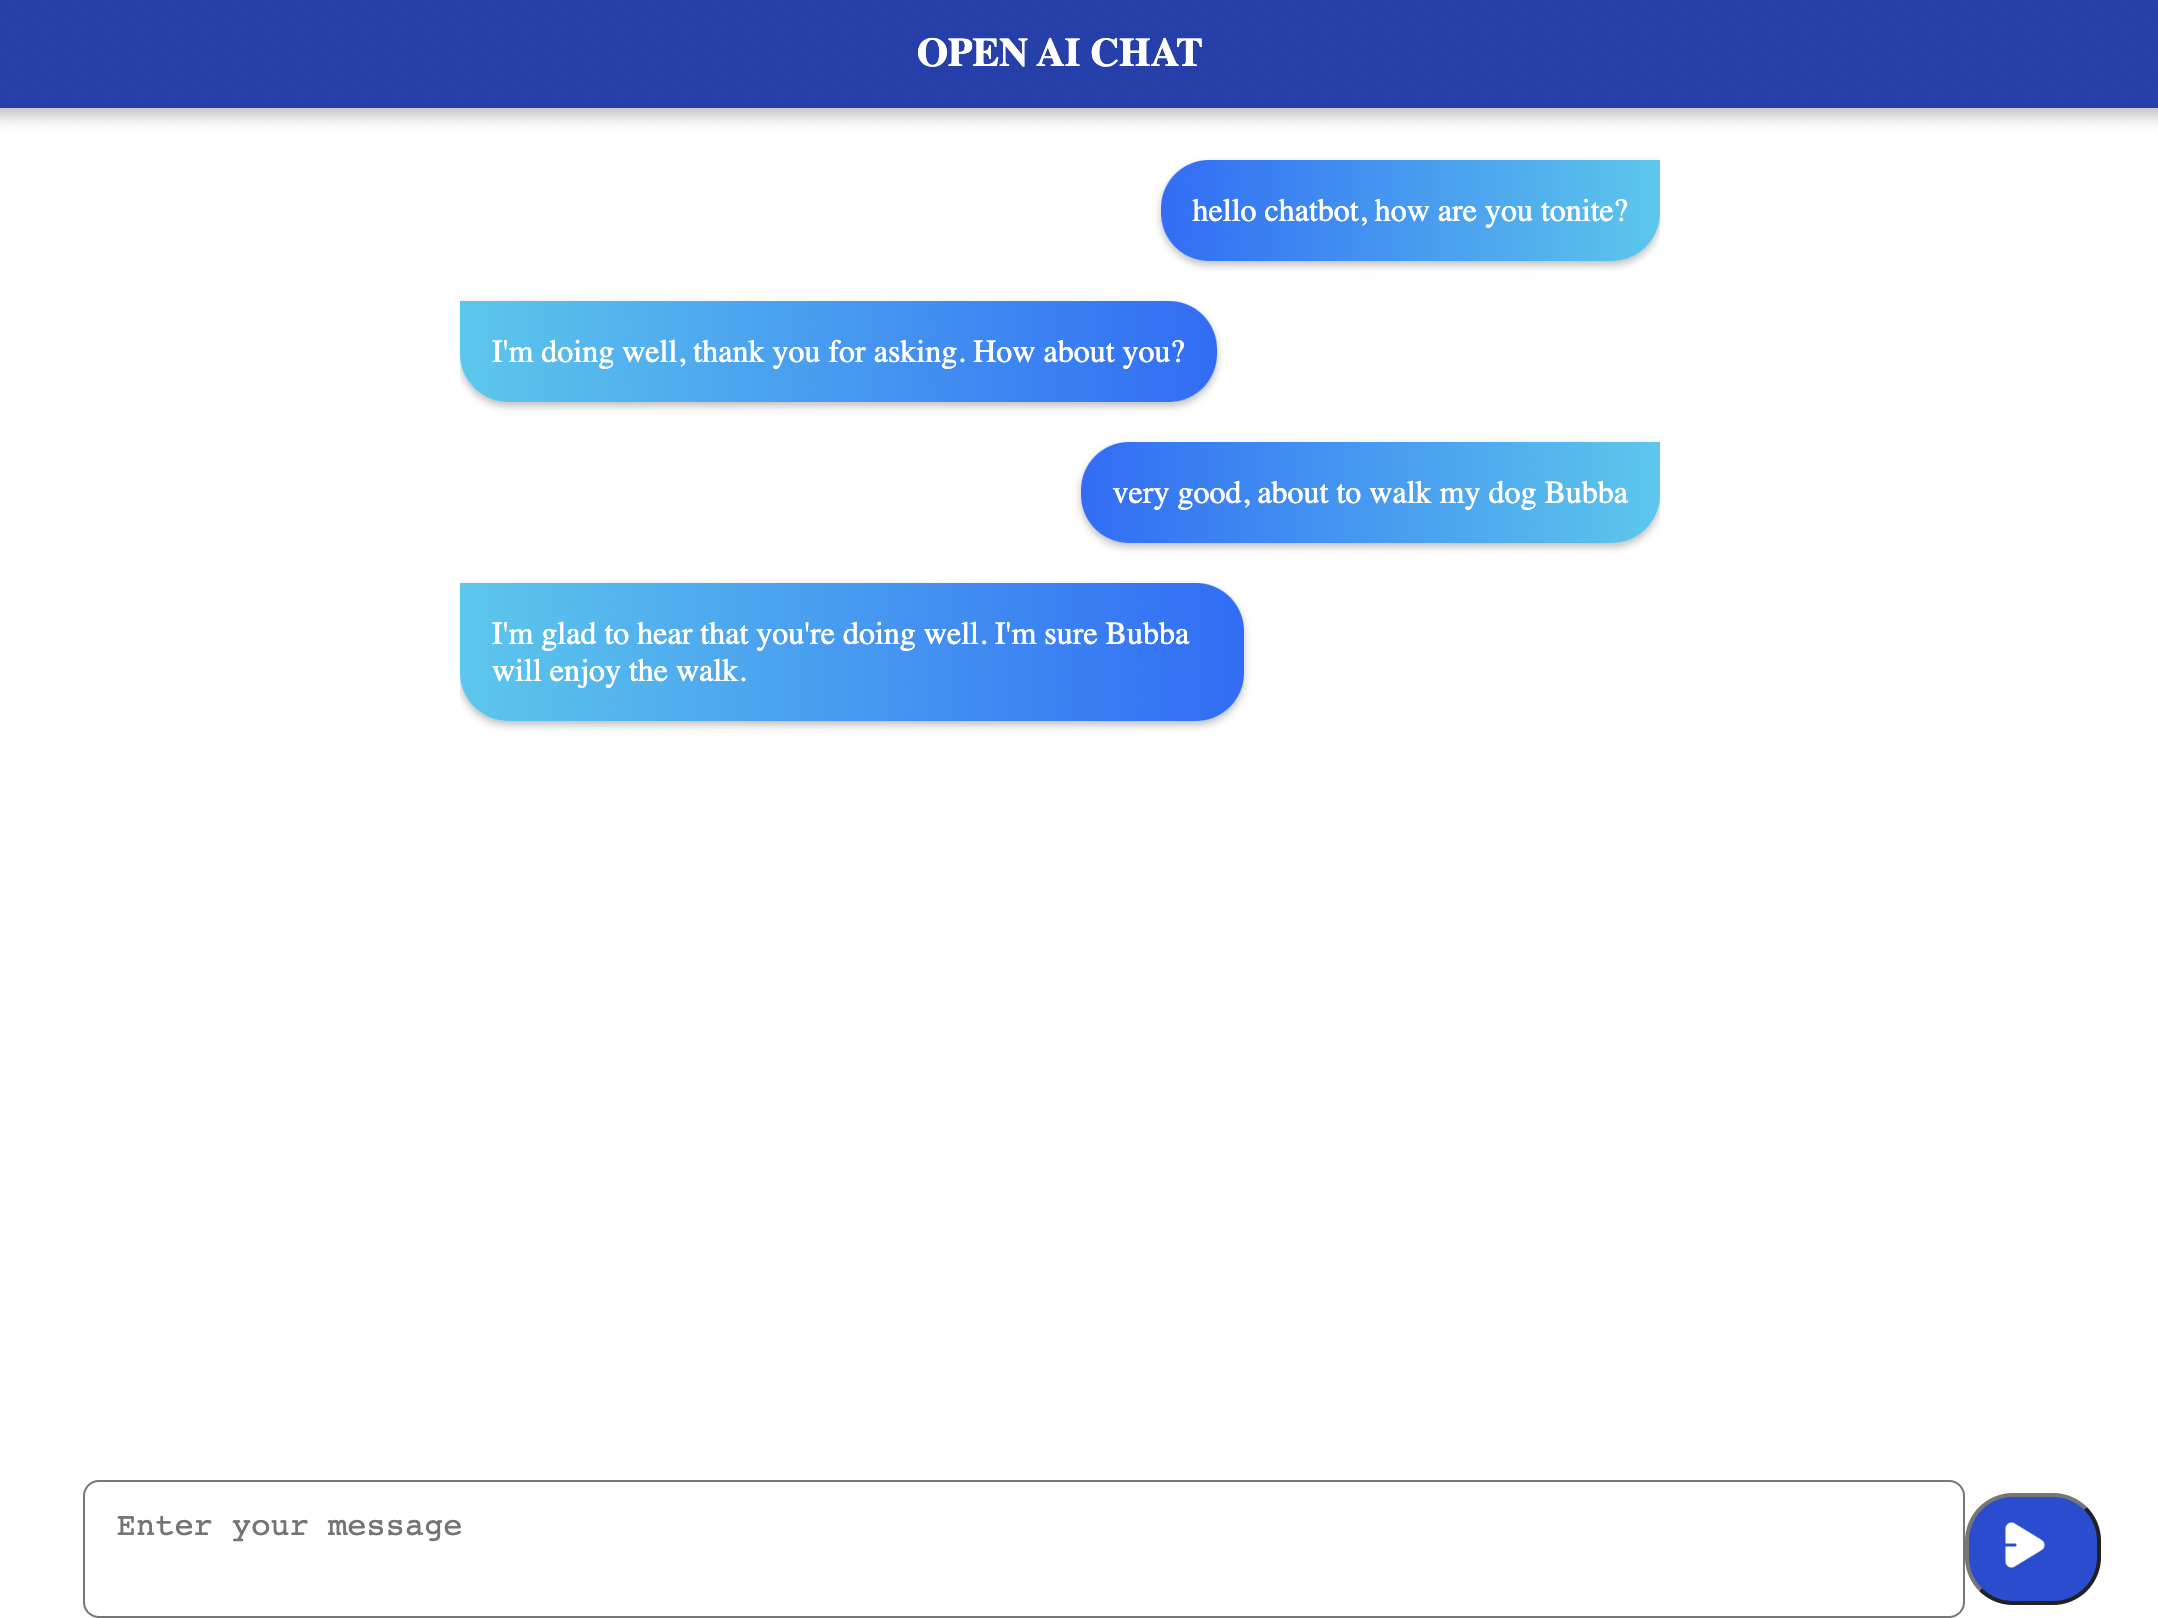 OPEN AI CHAT
hello chatbot, how are you tonite?
I'm doing well, thank you for asking. How about you?
very good, about to walk my dog Bubba
I'm glad to hear that you're doing well. I'm sure Bubba
will enjoy the walk.
Enter your message